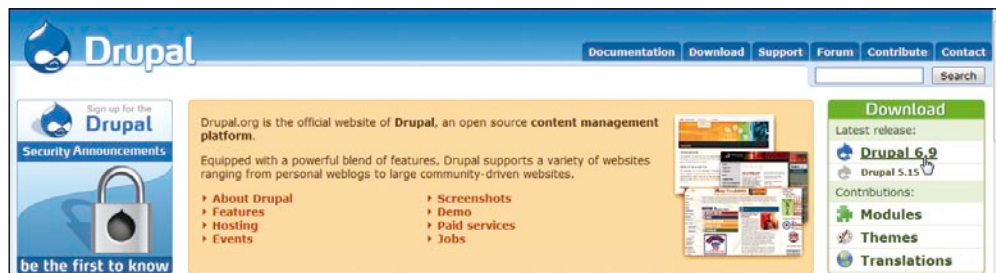 Drupal
Documentation
Download
Support
Forum
Contribute
Contact
Search
Sign up for the
Drupal
Security Announcements
be the first to know
Drupal.org is the official website of Drupal, an open source content management
platform.
Equipped with a powerful blend of features, Drupal supports a variety of websites
ranging from personal weblogs to large community-driven websites.
About Drupal
Features
Hosting
Events
Screenshots
Demo
Paid services
Jobs
Download
Latest release:
Drupal 6.9
Drupal 5.15
Contributions:
Modules
Themes
Translations